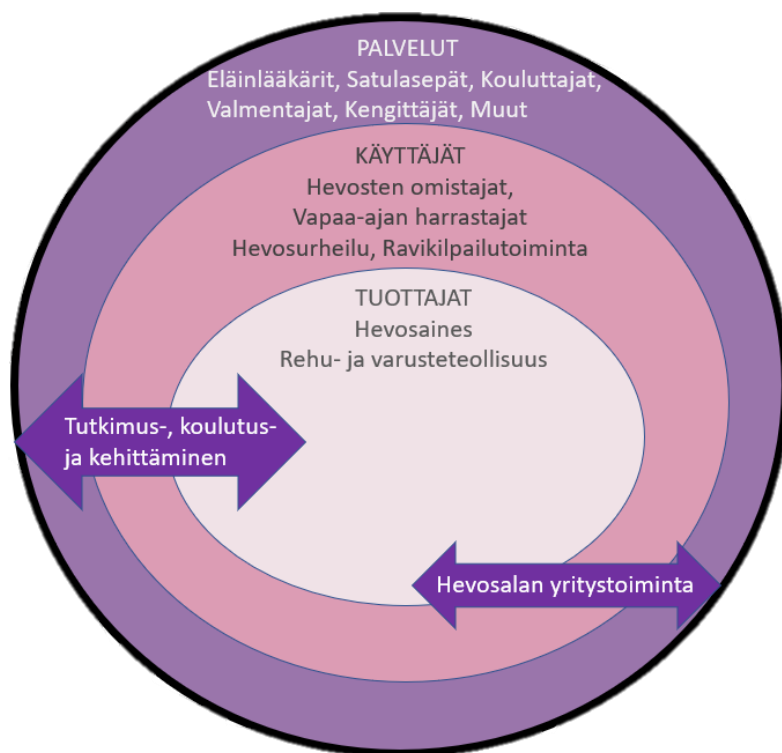 PALVELUT
Eläinlääkärit, Satulasepät, Kouluttajat,
Valmentajat, Kengittäjät, Muut
KÄYTTÄJÄT
Hevosten omistajat,
Vapaa-ajan harrastajat
Hevosurheilu, Ravikilpailutoiminta
TUOTTAJAT
Hevosaines
Rehu- ja varusteteollisuus
Tutkimus-, koulutus-
ja kehittäminen
Hevosalan yritystoiminta